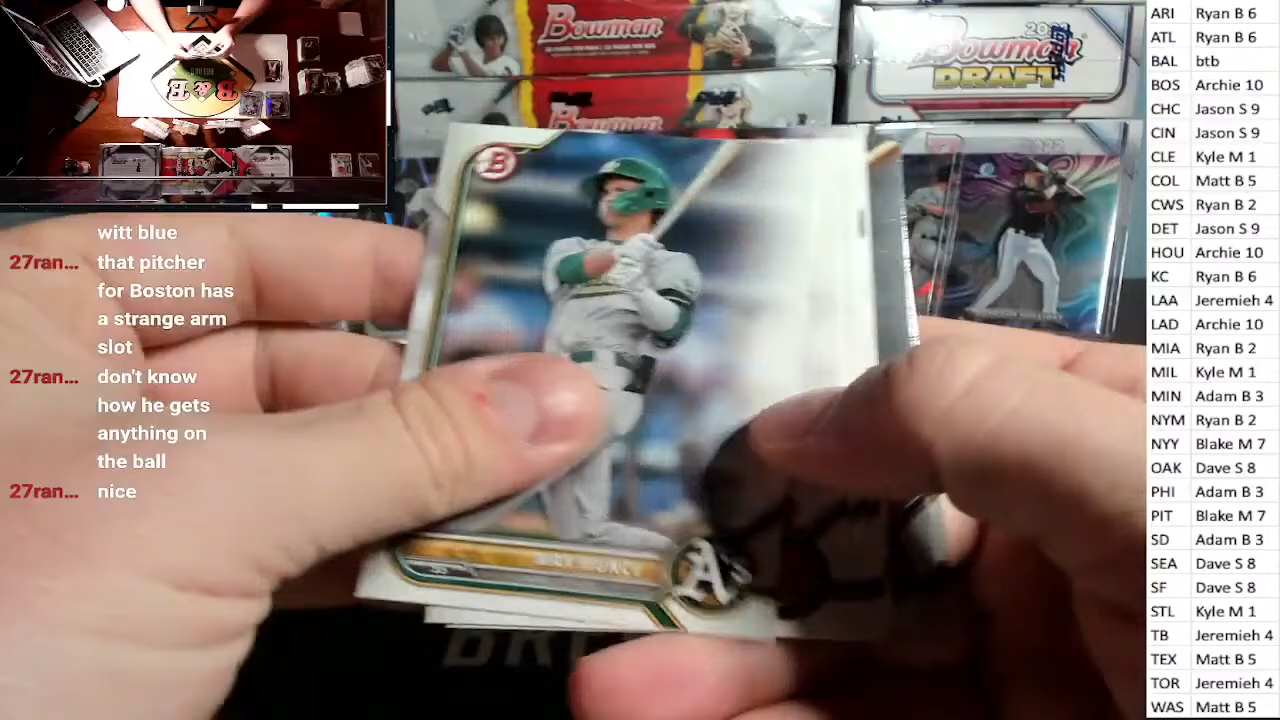 witt blue
27ran... that pitcher
for Boston has
a strange arm
slot
27ran... don't know
how he gets
anything on
the ball
27ran... nice
Bowman
Bowman
Bowman
DRAFT
B
A's
ARI Ryan B 6
ATL Ryan B 6
BAL btb
BOS Archie 10
CHC Jason S 9
CIN Jason S 9
CLE Kyle M 1
COL Matt B 5
CWS Ryan B 2
DET Jason S 9
HOU Archie 10
KC Ryan B 6
LAA Jeremieh 4
LAD Archie 10
MIA Ryan B 2
MIL Kyle M 1
MIN Adam B 3
NYM Ryan B 2
NYY Blake M 7
OAK Dave S 8
PHI Adam B 3
PIT Blake M 7
SD Adam B 3
SEA Dave S 8
SF Dave S 8
STL Kyle M 1
TB Jeremieh 4
TEX Matt B 5
TOR Jeremieh 4
WAS Matt B 5